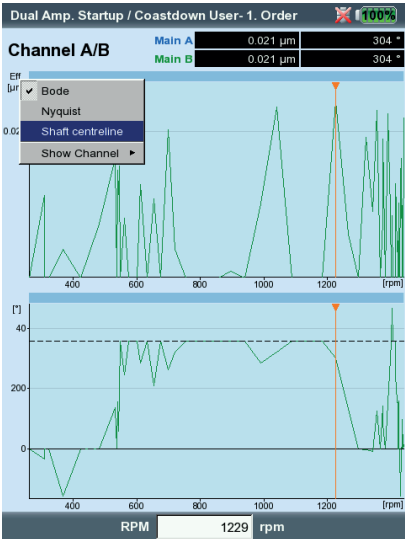 Dual Amp. Startup / Coastdown User- 1. Order 100%
Channel A/B
Main A 0.021 µm 304 °
Main B 0.021 µm 304 °
Eff
[µr
Bode
Nyquist
Shaft centreline
Show Channel
0.02
400 600 800 1000 1200 [rpm]
[°]
40
200
0
400 600 800 1000 1200 [rpm]
RPM 1229 rpm